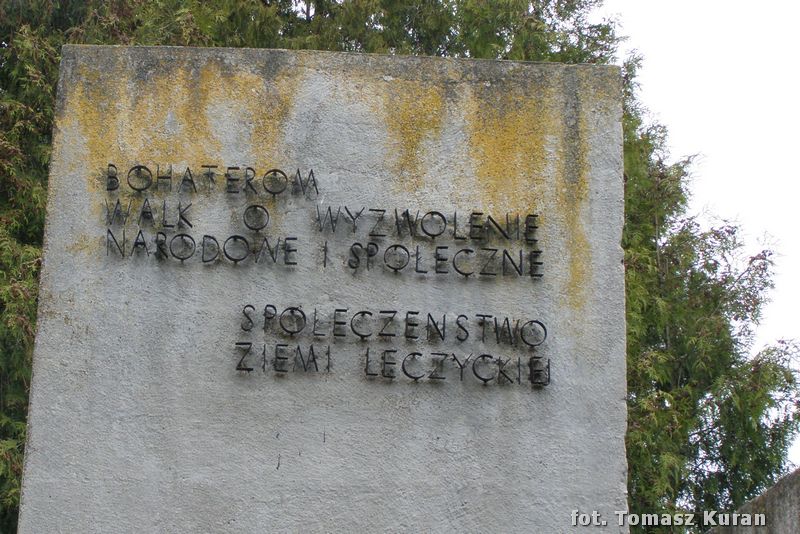 BOHATEROM
WALK O WYZWOLENIE
NARODOWE I SPOŁECZNE
SPOŁECZEŃSTWO
ZIEMI ŁĘCZYCKIEJ
fot. Tomasz Kuran